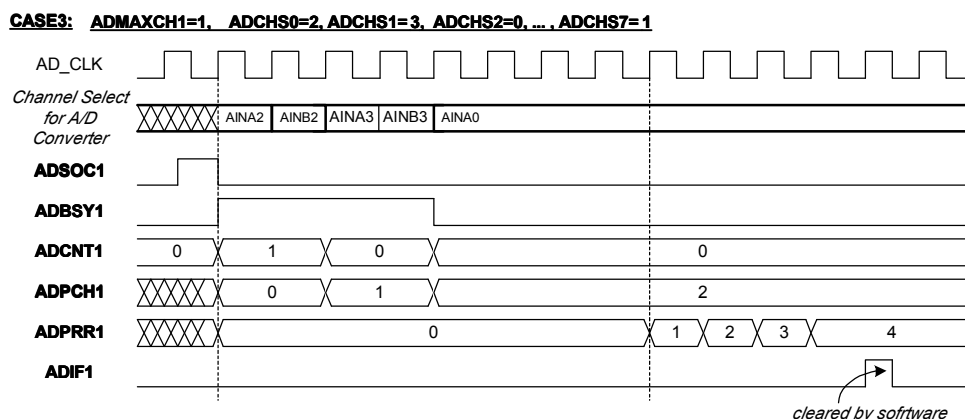 CASE3: ADMAXCH1=1, ADCHS0=2, ADCHS1=3, ADCHS2=0, ... , ADCHS7=1
AD_CLK
Channel Select
for A/D
Converter
AINA2 AINB2 AINA3 AINB3 AINA0
ADSOC1
ADBSY1
ADCNT1 0 1 0 0
ADPCH1 0 1 2
ADPRR1 0 1 2 3 4
ADIF1
cleared by sofrtware